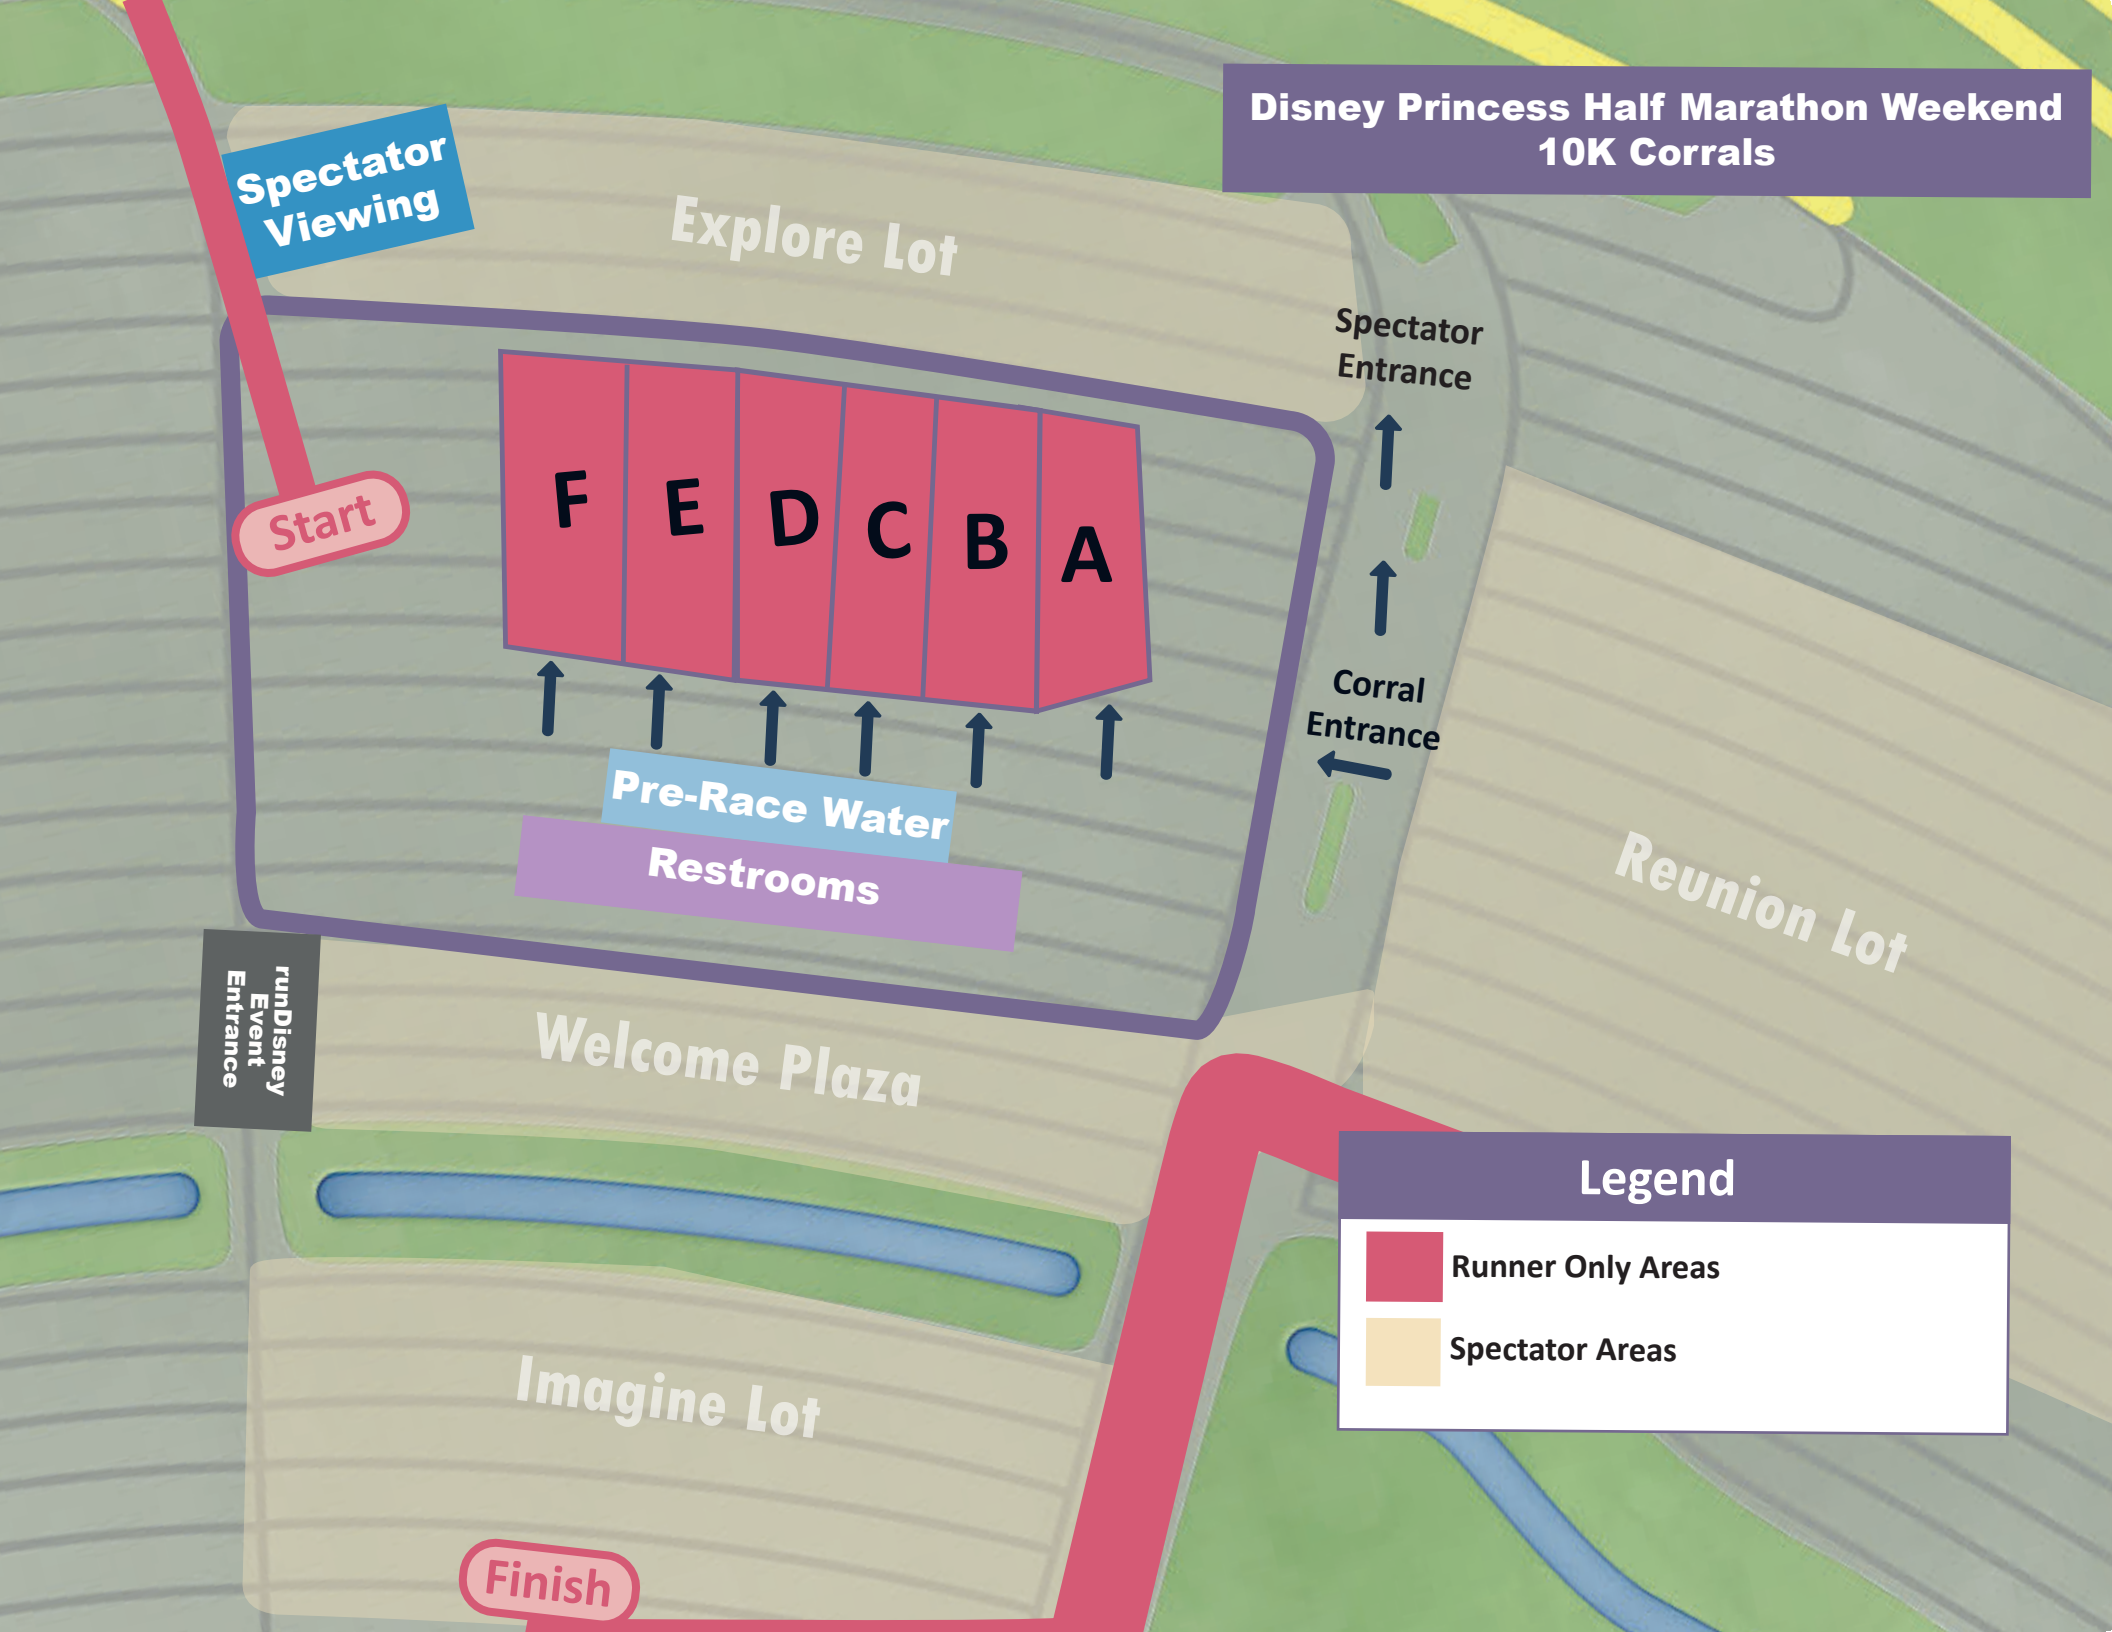 Disney Princess Half Marathon Weekend
10K Corrals
Spectator
Viewing
Explore Lot
Spectator
Entrance
Start
F
E
D
C
B
A
Corral
Entrance
Pre-Race Water
Restrooms
Reunion Lot
runDisney
Event
Entrance
Welcome Plaza
Legend
Runner Only Areas
Spectator Areas
Imagine Lot
Finish